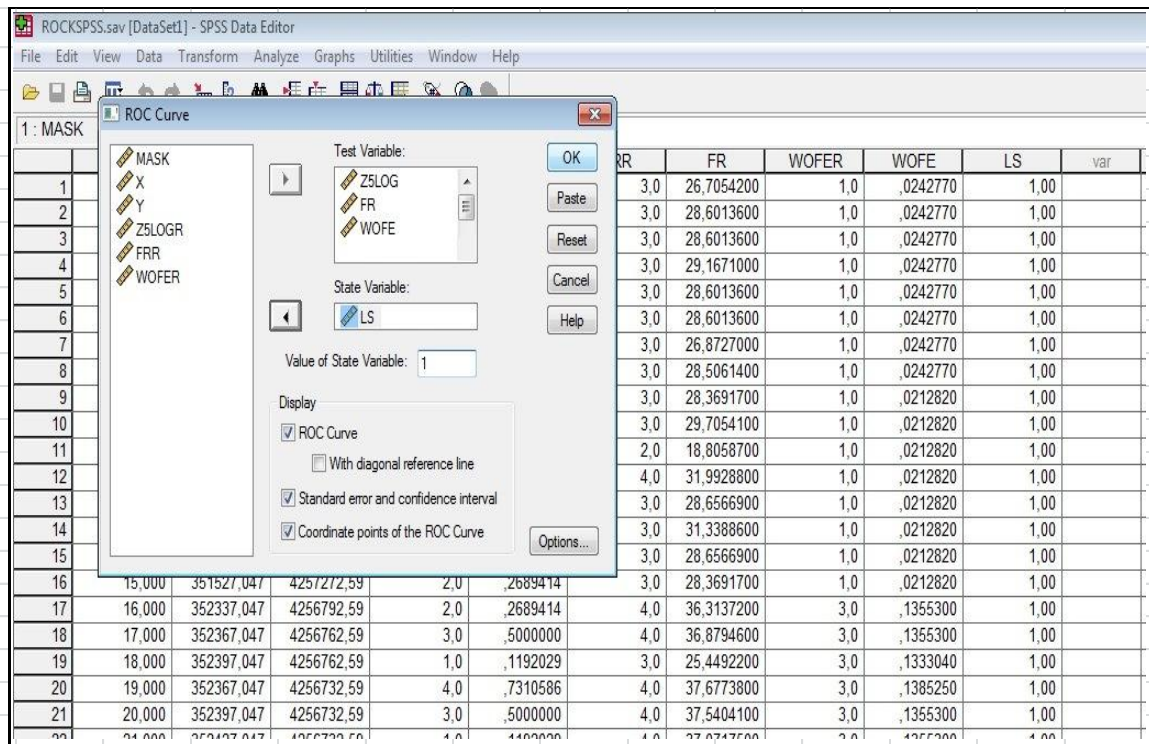 ROCKSPSS.sav [DataSet1] - SPSS Data Editor
File Edit View Data Transform Analyze Graphs Utilities Window Help
1 : MASK
ROC Curve
MASK
X
Y
Z5LOGR
FRR
WOFER
Test Variable:
Z5LOG
FR
WOFE
State Variable:
LS
Value of State Variable: 1
Display
ROC Curve
With diagonal reference line
Standard error and confidence interval
Coordinate points of the ROC Curve
OK
Paste
Reset
Cancel
Help
Options...
RR FR WOFER WOFE LS var
1 3,0 26,7054200 1,0 ,0242770 1,00
2 3,0 28,6013600 1,0 ,0242770 1,00
3 3,0 28,6013600 1,0 ,0242770 1,00
4 3,0 29,1671000 1,0 ,0242770 1,00
5 3,0 28,6013600 1,0 ,0242770 1,00
6 3,0 28,6013600 1,0 ,0242770 1,00
7 3,0 26,8727000 1,0 ,0242770 1,00
8 3,0 28,5061400 1,0 ,0242770 1,00
9 3,0 28,3691700 1,0 ,0212820 1,00
10 3,0 29,7054100 1,0 ,0212820 1,00
11 2,0 18,8058700 1,0 ,0212820 1,00
12 4,0 31,9928800 1,0 ,0212820 1,00
13 3,0 28,6566900 1,0 ,0212820 1,00
14 3,0 31,3388600 1,0 ,0212820 1,00
15 3,0 28,6566900 1,0 ,0212820 1,00
16 15,000 351527,047 4257272,59 2,0 ,2689414 3,0 28,3691700 1,0 ,0212820 1,00
17 16,000 352337,047 4256792,59 2,0 ,2689414 4,0 36,3137200 3,0 ,1355300 1,00
18 17,000 352367,047 4256762,59 3,0 ,5000000 4,0 36,8794600 3,0 ,1355300 1,00
19 18,000 352397,047 4256762,59 1,0 ,1192029 3,0 25,4492200 3,0 ,1333040 1,00
20 19,000 352367,047 4256732,59 4,0 ,7310586 4,0 37,6773800 3,0 ,1385250 1,00
21 20,000 352397,047 4256732,59 3,0 ,5000000 4,0 37,5404100 3,0 ,1355300 1,00